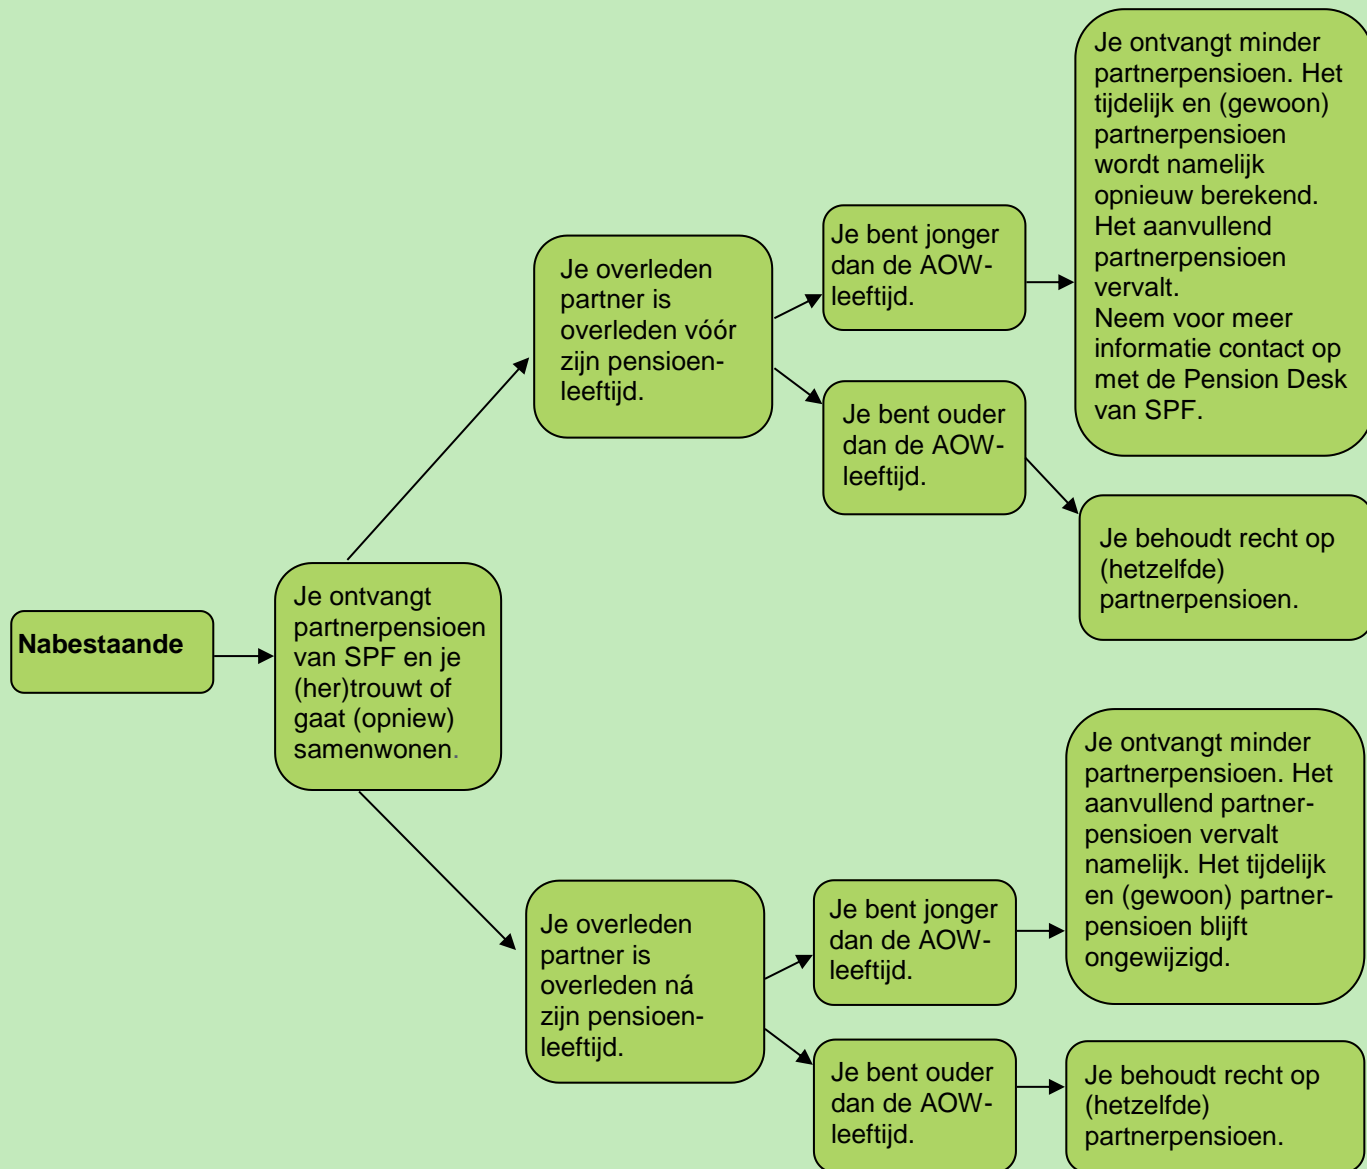 Nabestaande
Je ontvangt
partnerpensioen
van SPF en je
(her)trouwt of
gaat (opniew)
samenwonen.
Je overleden
partner is
overleden vóór
zijn pensioen-
leeftijd.
Je bent jonger
dan de AOW-
leeftijd.
Je ontvangt minder
partnerpensioen. Het
tijdelijk en (gewoon)
partnerpensioen
wordt namelijk
opnieuw berekend.
Het aanvullend
partnerpensioen
vervalt.
Neem voor meer
informatie contact op
met de Pension Desk
van SPF.
Je bent ouder
dan de AOW-
leeftijd.
Je behoudt recht op
(hetzelfde)
partnerpensioen.
Je overleden
partner is
overleden ná
zijn pensioen-
leeftijd.
Je bent jonger
dan de AOW-
leeftijd.
Je ontvangt minder
partnerpensioen. Het
aanvullend partner-
pensioen vervalt
namelijk. Het tijdelijk
en (gewoon) partner-
pensioen blijft
ongewijzigd.
Je bent ouder
dan de AOW-
leeftijd.
Je behoudt recht op
(hetzelfde)
partnerpensioen.